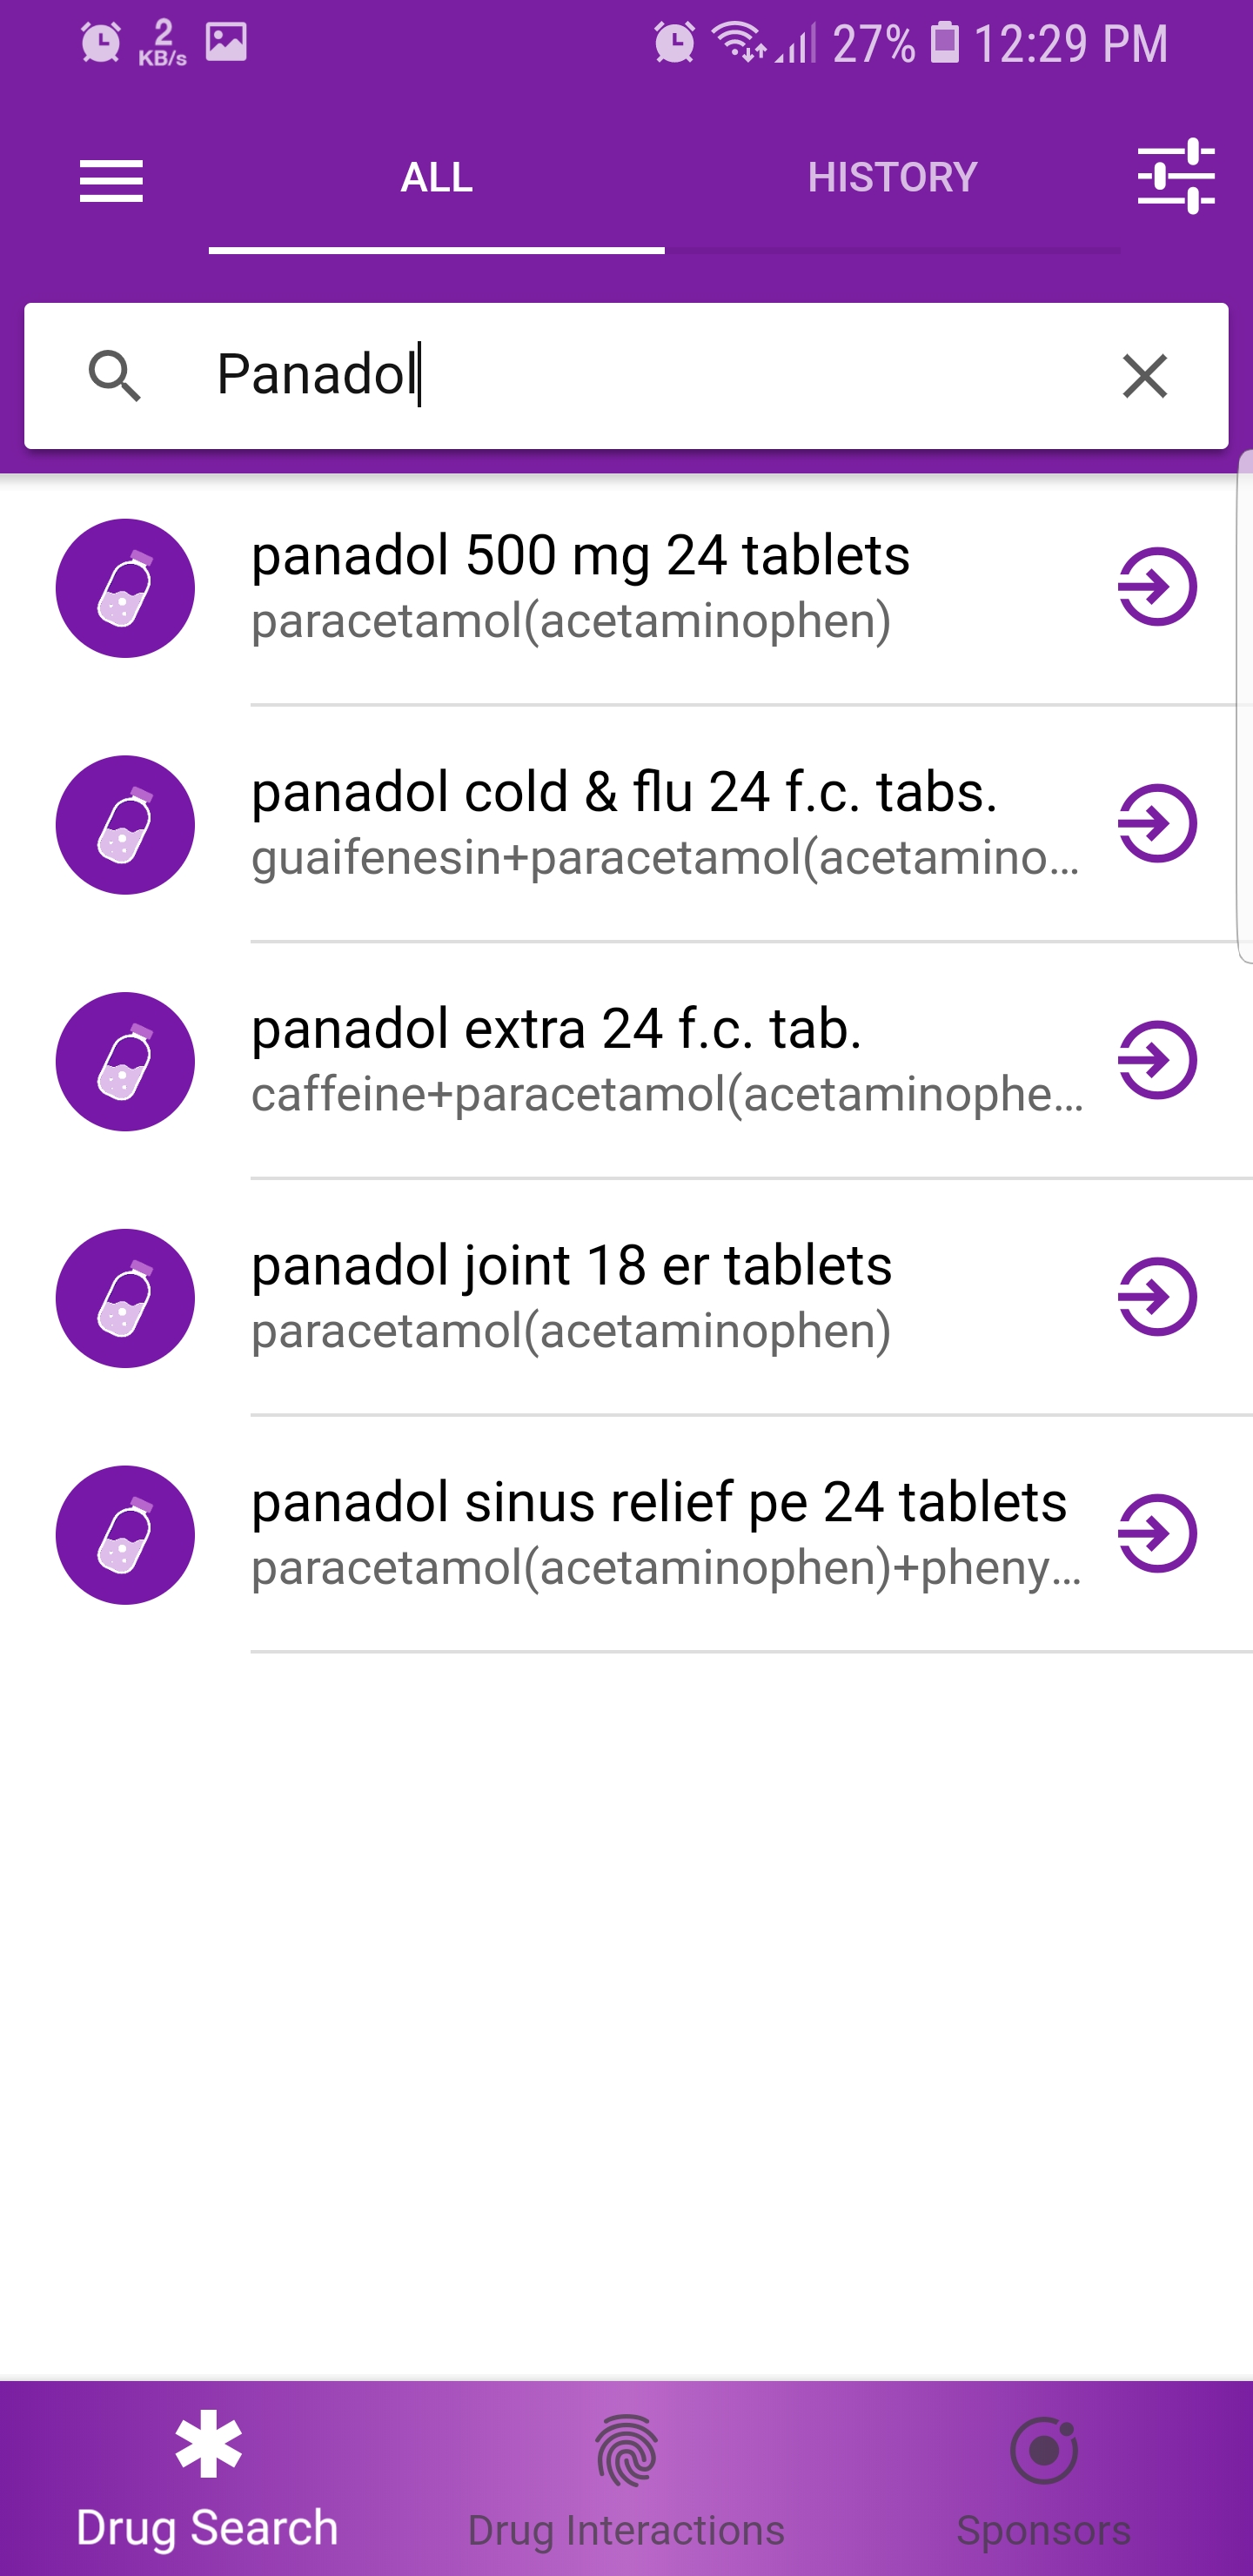 2
KB/s
27% 12:29 PM
ALL HISTORY
Panadol
panadol 500 mg 24 tablets
paracetamol(acetaminophen)
panadol cold & flu 24 f.c. tabs.
guaifenesin+paracetamol(acetamino...
panadol extra 24 f.c. tab.
caffeine+paracetamol(acetaminophe...
panadol joint 18 er tablets
paracetamol(acetaminophen)
panadol sinus relief pe 24 tablets
paracetamol(acetaminophen)+pheny...
Drug Search Drug Interactions Sponsors